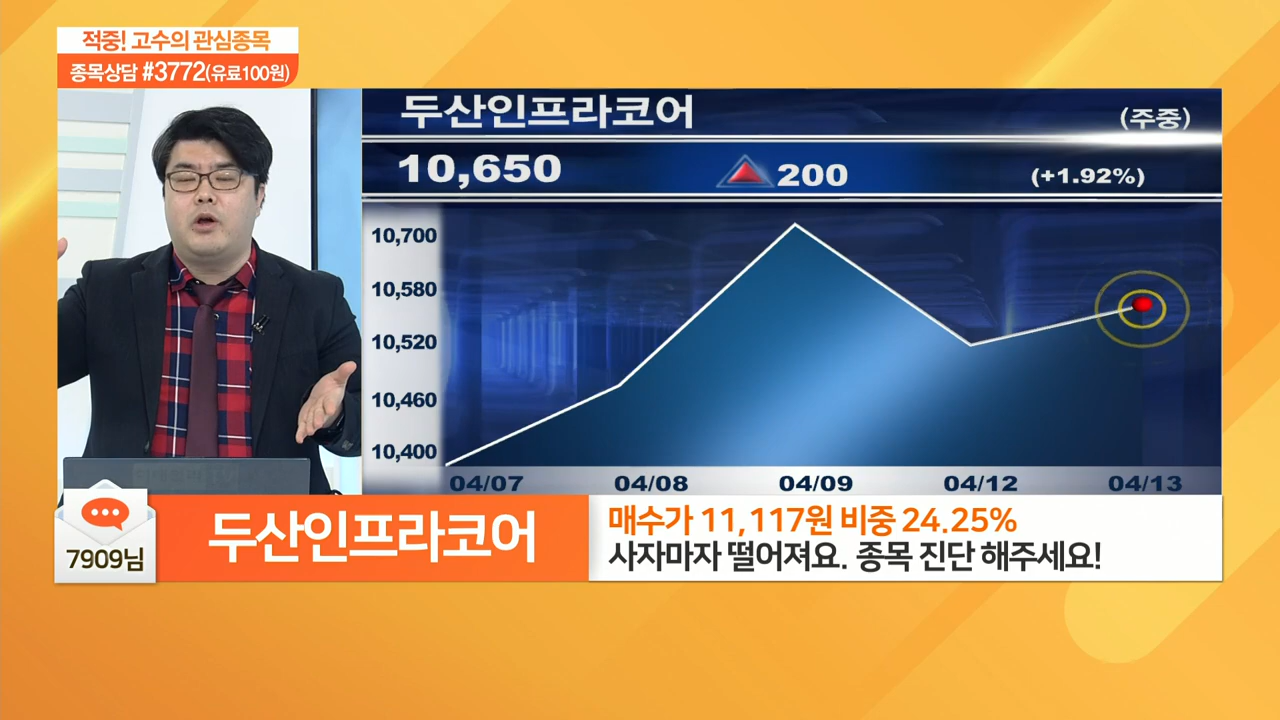 적중! 고수의 관심종목
종목상담 #3772(유료100원)
두산인프라코어
(주중)
10,650
200
(+1.92%)
10,700
10,580
10,520
10,460
10,400
04/07
04/08
04/09
04/12
04/13
7909님
두산인프라코어
매수가 11,117원 비중 24.25%
사자마자 떨어져요. 종목 진단 해주세요!